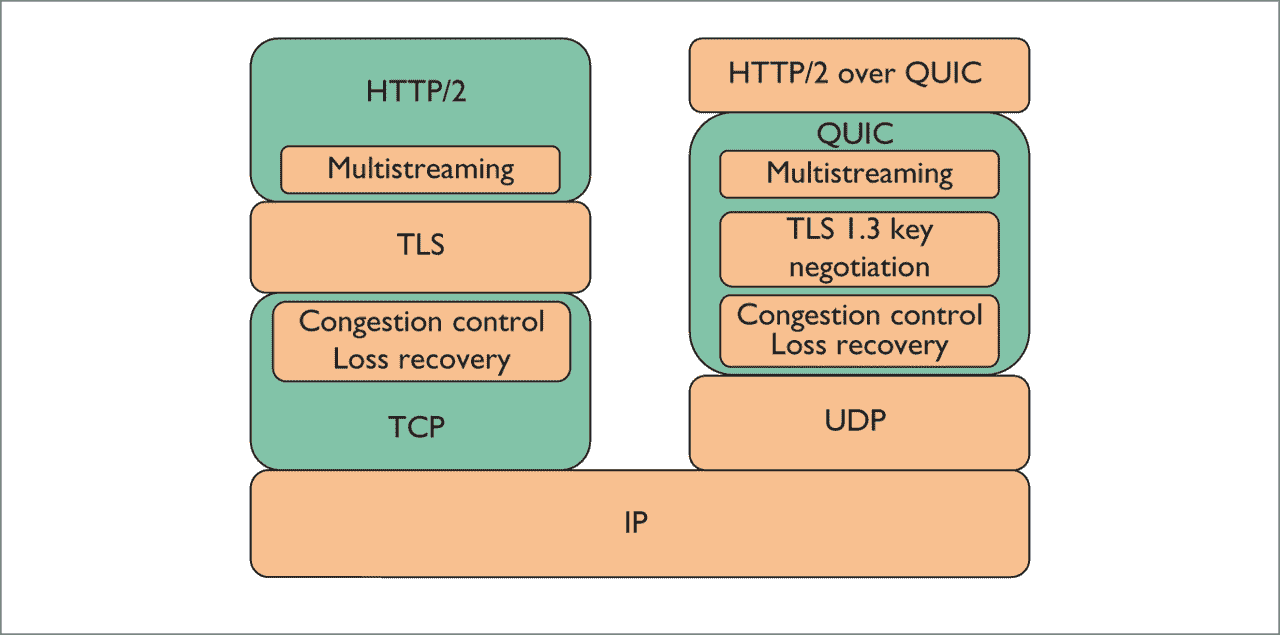 HTTP/2
Multistreaming
TLS
Congestion control
Loss recovery
TCP
HTTP/2 over QUIC
QUIC
Multistreaming
TLS 1.3 key
negotiation
Congestion control
Loss recovery
UDP
IP